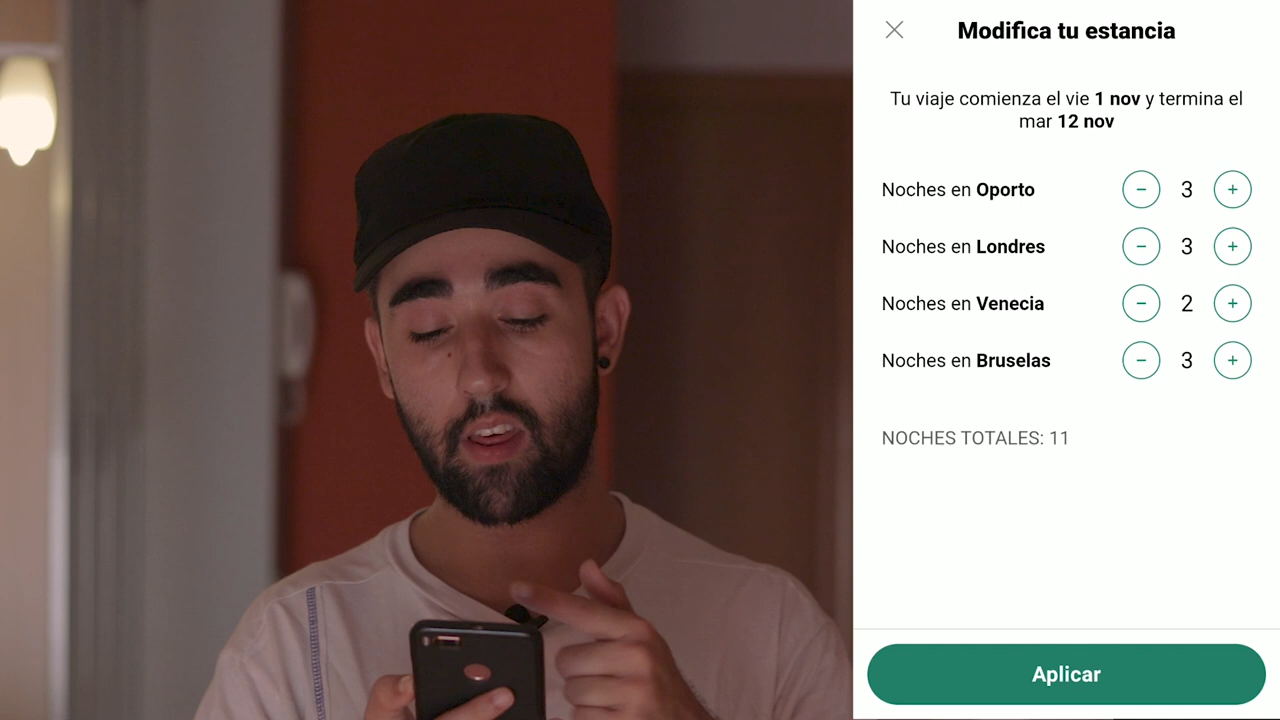 Modifica tu estancia
Tu viaje comienza el vie 1 nov y termina el
mar 12 nov
Noches en Oporto − 3 +
Noches en Londres − 3 +
Noches en Venecia − 2 +
Noches en Bruselas − 3 +
NOCHES TOTALES: 11
Aplicar